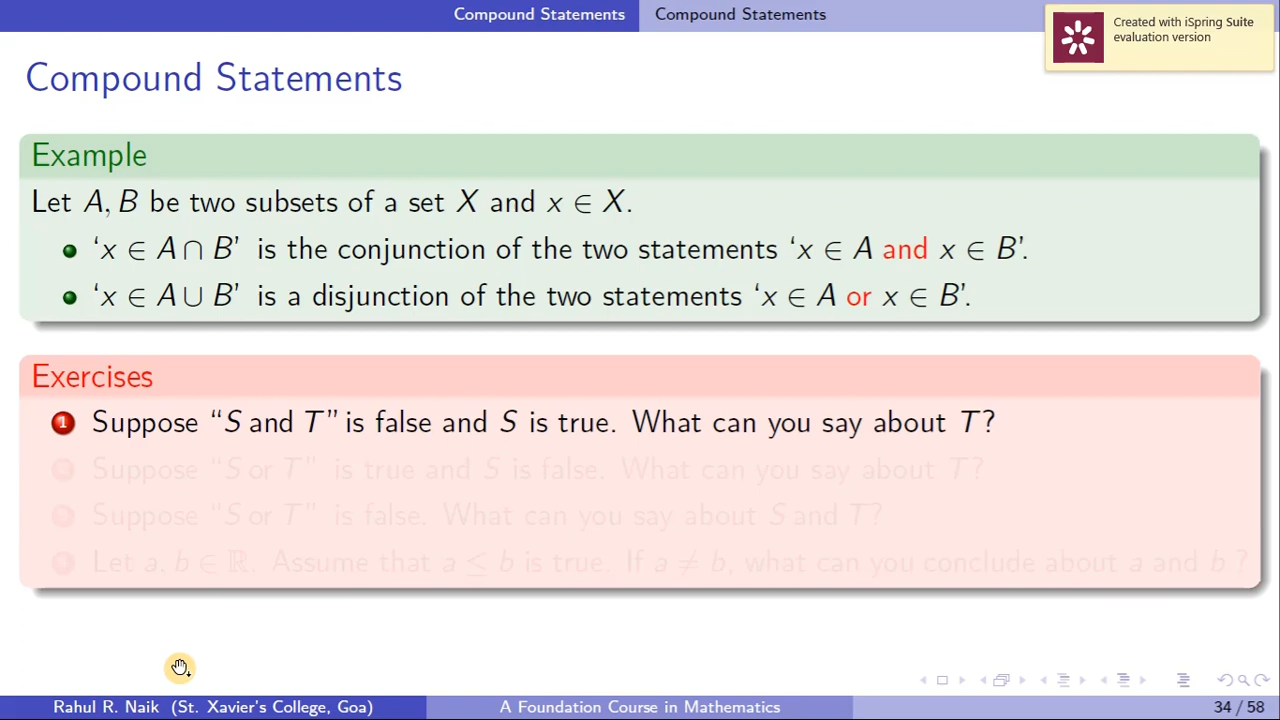 Compound Statements Compound Statements
Created with iSpring Suite
evaluation version
Compound Statements
Example
Let A, B be two subsets of a set X and x ∈ X.
‘x ∈ A ∩ B’ is the conjunction of the two statements ‘x ∈ A and x ∈ B’.
‘x ∈ A ∪ B’ is a disjunction of the two statements ‘x ∈ A or x ∈ B’.
Exercises
1 Suppose “S and T” is false and S is true. What can you say about T?
Suppose “S or T” is true and S is false. What can you say about T?
Suppose “S or T” is false. What can you say about S and T?
Let a, b ∈ ℝ. Assume that a ≤ b is true. If a ≠ b, what can you conclude about a and b ?
Rahul R. Naik (St. Xavier's College, Goa) A Foundation Course in Mathematics 34 / 58